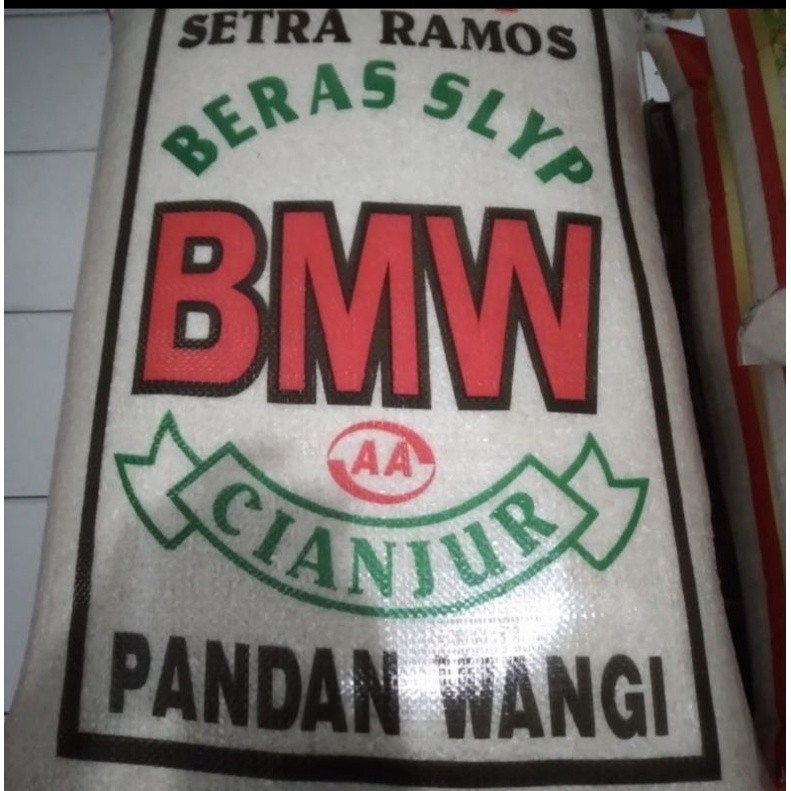 SETRA RAMOS
BERAS SLYP
BMW
AA
CIANJUR
PANDAN WANGI